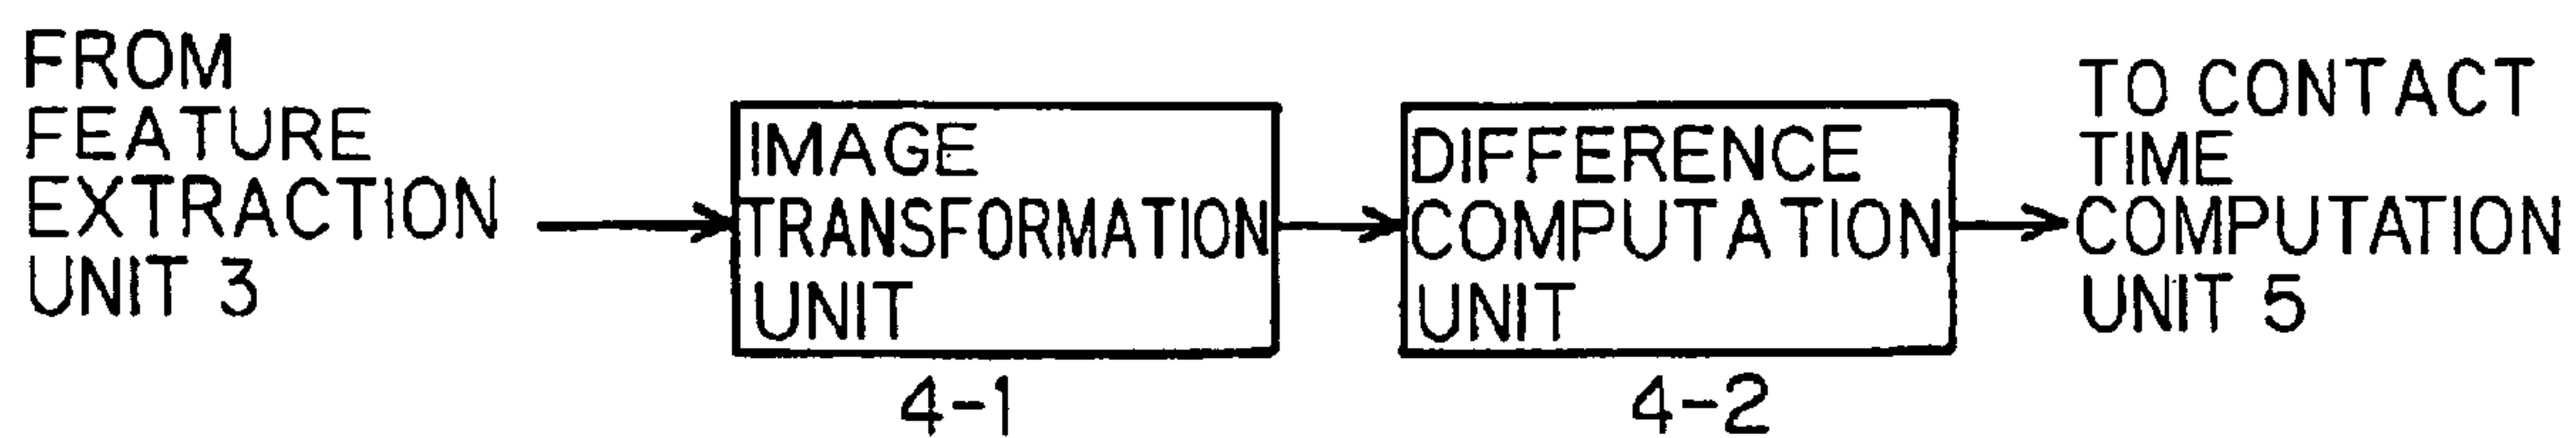 FROM
FEATURE
EXTRACTION
UNIT 3
IMAGE
TRANSFORMATION
UNIT
4-1
DIFFERENCE
COMPUTATION
UNIT
4-2
TO CONTACT
TIME
COMPUTATION
UNIT 5